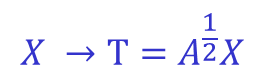 X → T = A^{1/2}X